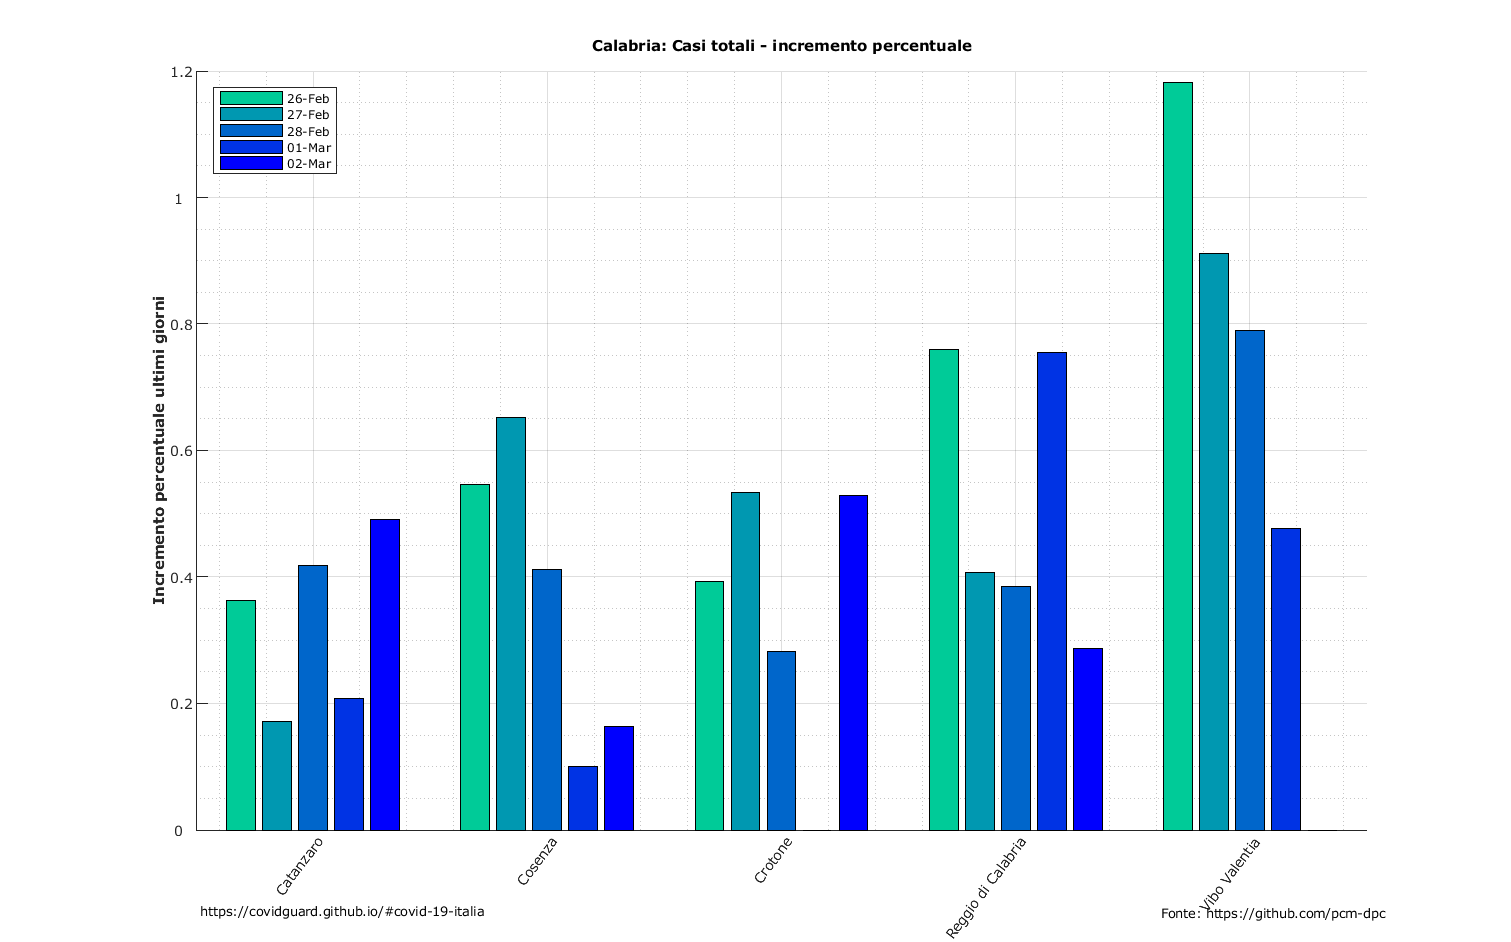 Calabria: Casi totali - incremento percentuale
Incremento percentuale ultimi giorni
1.2
1
0.8
0.6
0.4
0.2
0
26-Feb
27-Feb
28-Feb
01-Mar
02-Mar
Catanzaro
Cosenza
Crotone
Reggio di Calabria
Vibo Valentia
https://covidguard.github.io/#covid-19-italia
Fonte: https://github.com/pcm-dpc